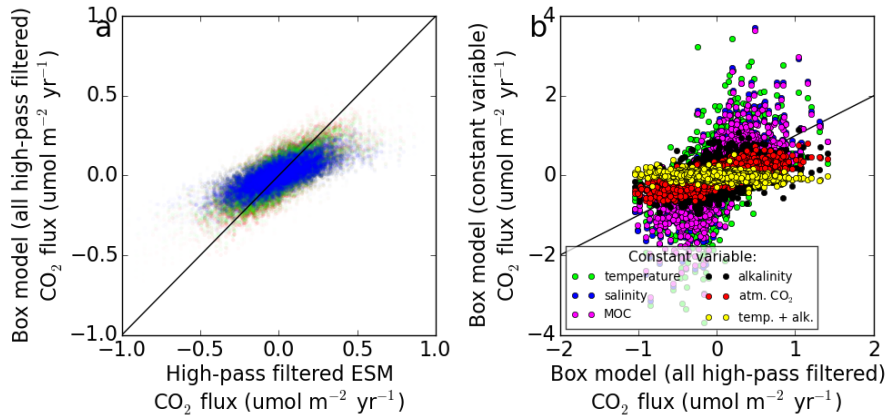 a
1.0
0.5
0.0
−0.5
−1.0
−1.0
−0.5
0.0
0.5
1.0
Box model (all high-pass filtered)
CO₂ flux (umol m⁻² yr⁻¹)
High-pass filtered ESM
CO₂ flux (umol m⁻² yr⁻¹)
b
4
2
0
−2
−4
−2
−1
0
1
2
Box model (constant variable)
CO₂ flux (umol m⁻² yr⁻¹)
Constant variable:
temperature
salinity
MOC
alkalinity
atm. CO₂
temp. + alk.
Box model (all high-pass filtered)
CO₂ flux (umol m⁻² yr⁻¹)